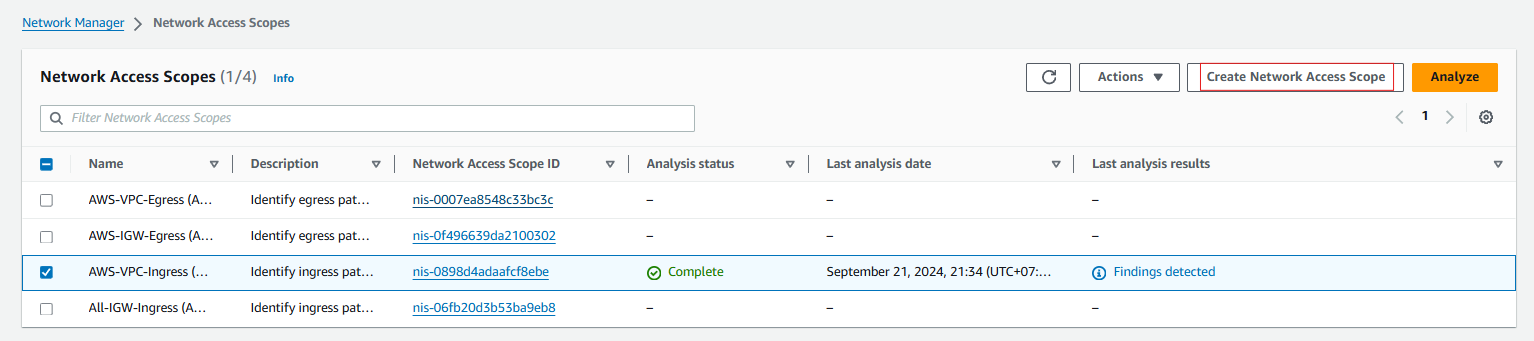 Network Manager > Network Access Scopes
Network Access Scopes (1/4) Info
Actions
Create Network Access Scope
Analyze
Filter Network Access Scopes
1
Name Description Network Access Scope ID Analysis status Last analysis date Last analysis results
AWS-VPC-Egress (A... Identify egress pat... nis-0007ea8548c33bc3c – – –
AWS-IGW-Egress (A... Identify egress pat... nis-0f496639da2100302 – – –
AWS-VPC-Ingress (... Identify ingress pat... nis-0898d4adaafcf8ebe Complete September 21, 2024, 21:34 (UTC+07:... Findings detected
All-IGW-Ingress (A... Identify ingress pat... nis-06fb20d3b53ba9eb8 – – –